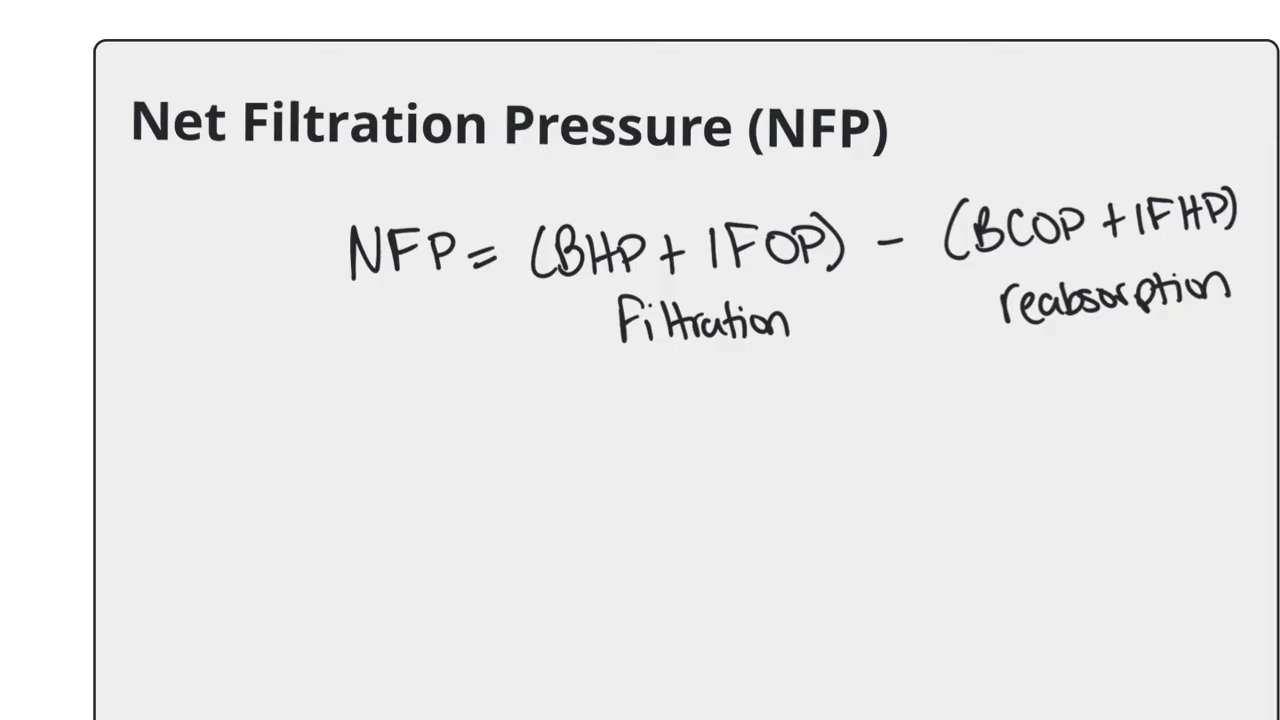 Net Filtration Pressure (NFP)
NFP = (BHP + IFOP) - (BCOP + IFHP)
Filtration reabsorption